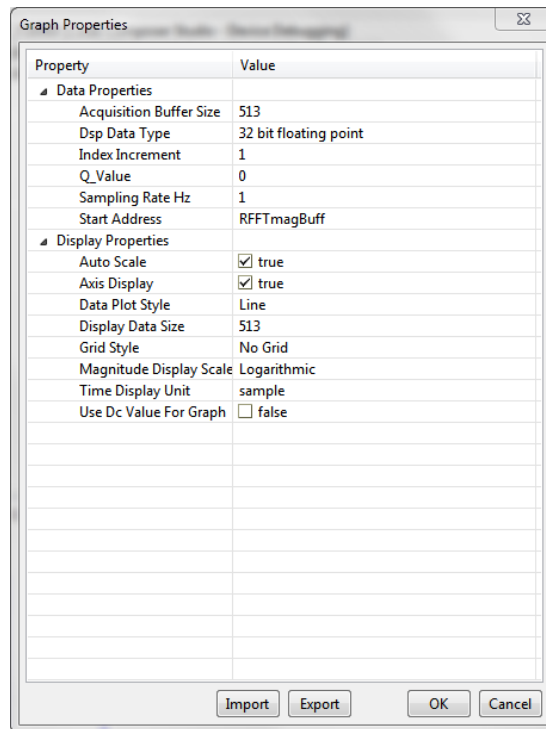 Graph Properties
Property Value
Data Properties
Acquisition Buffer Size 513
Dsp Data Type 32 bit floating point
Index Increment 1
Q_Value 0
Sampling Rate Hz 1
Start Address RFFTmagBuff
Display Properties
Auto Scale true
Axis Display true
Data Plot Style Line
Display Data Size 513
Grid Style No Grid
Magnitude Display Scale Logarithmic
Time Display Unit sample
Use Dc Value For Graph false
Import Export OK Cancel